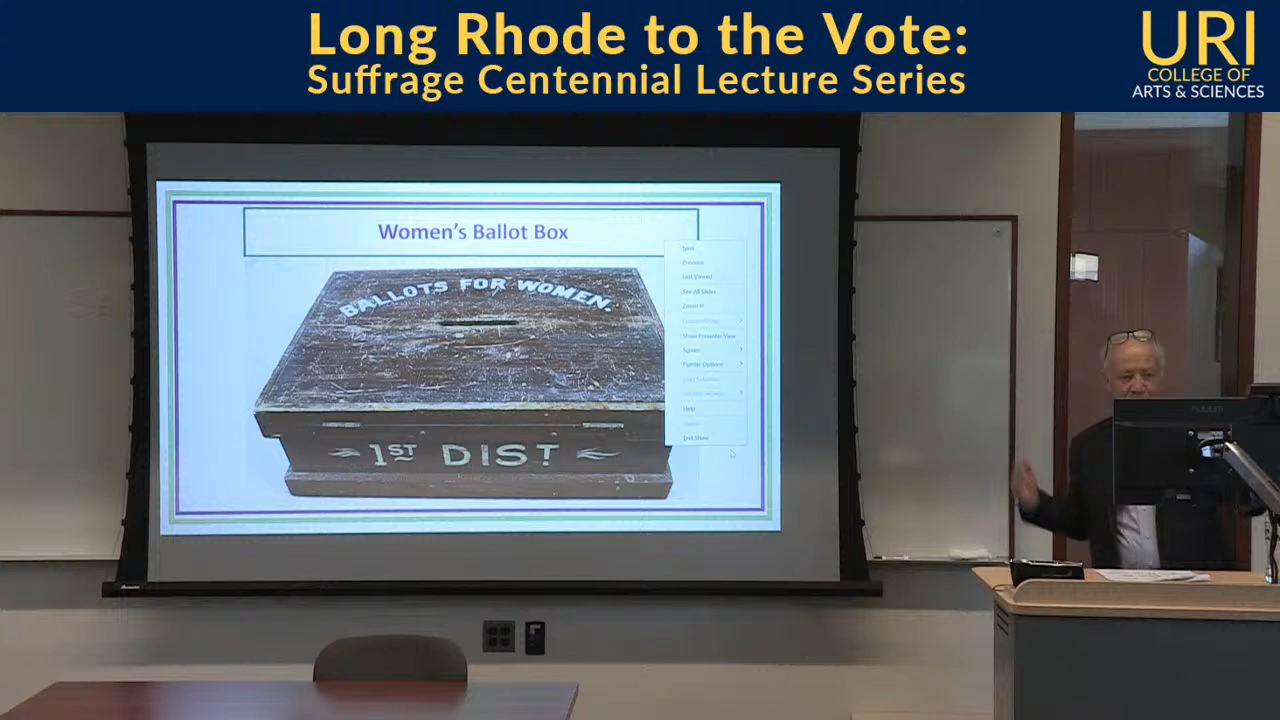 Long Rhode to the Vote:
Suffrage Centennial Lecture Series
URI
COLLEGE OF
ARTS & SCIENCES
Women's Ballot Box
BALLOTS FOR WOMEN.
1ST DIST
Next
Previous
Last Viewed
See All Slides
Zoom In
Show Presenter View
Screen
Pointer Options
Help
End Show